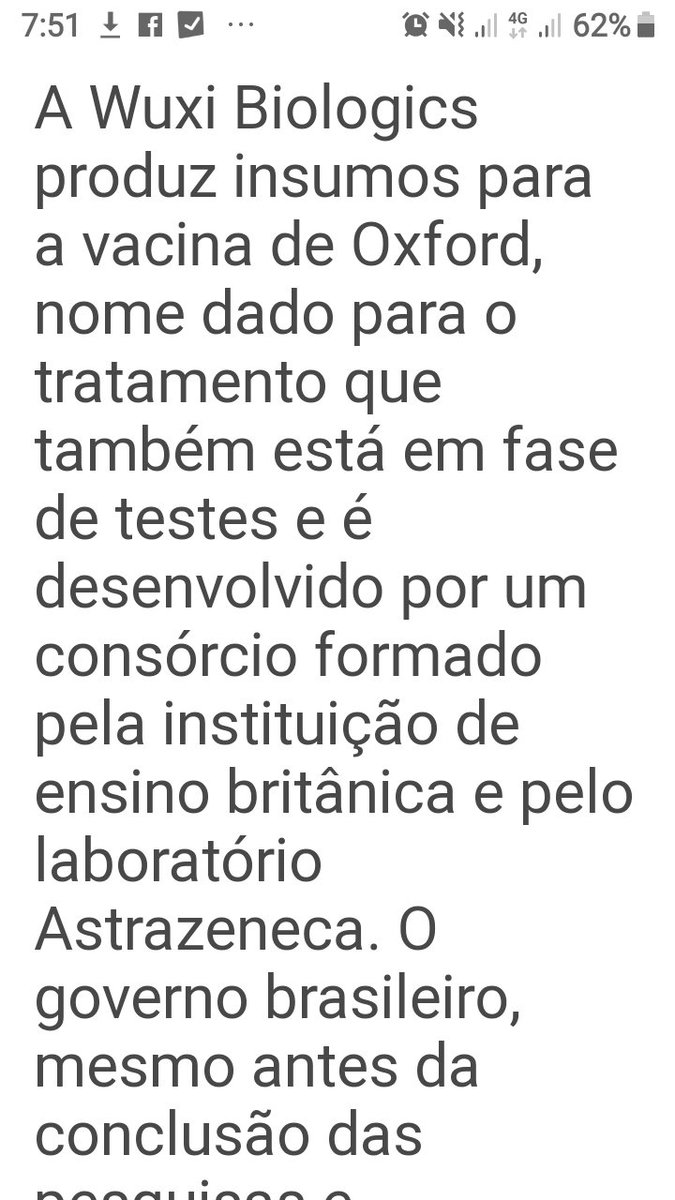 7:51 ... 4G 62%
A Wuxi Biologics
produz insumos para
a vacina de Oxford,
nome dado para o
tratamento que
também está em fase
de testes e é
desenvolvido por um
consórcio formado
pela instituição de
ensino britânica e pelo
laboratório
Astrazeneca. O
governo brasileiro,
mesmo antes da
conclusão das